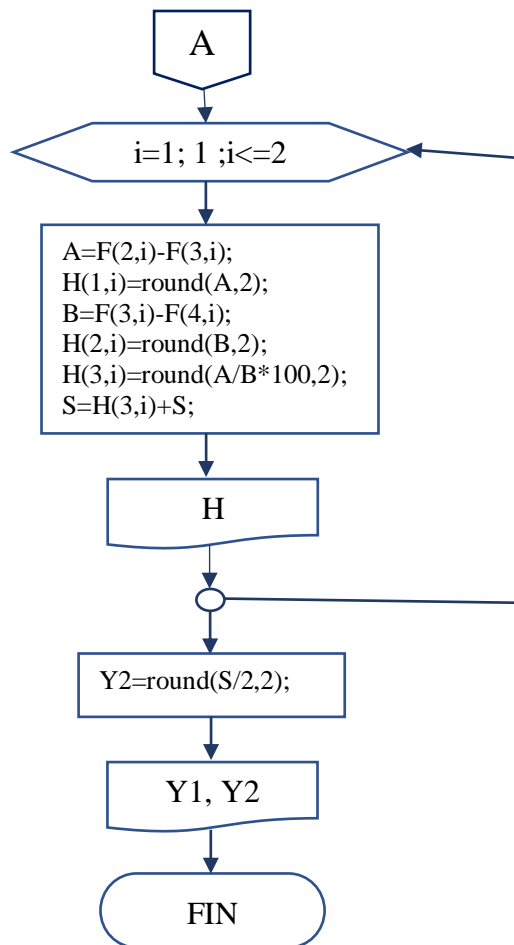 A
i=1; 1 ;i<=2
A=F(2,i)-F(3,i);
H(1,i)=round(A,2);
B=F(3,i)-F(4,i);
H(2,i)=round(B,2);
H(3,i)=round(A/B*100,2);
S=H(3,i)+S;
H
Y2=round(S/2,2);
Y1, Y2
FIN